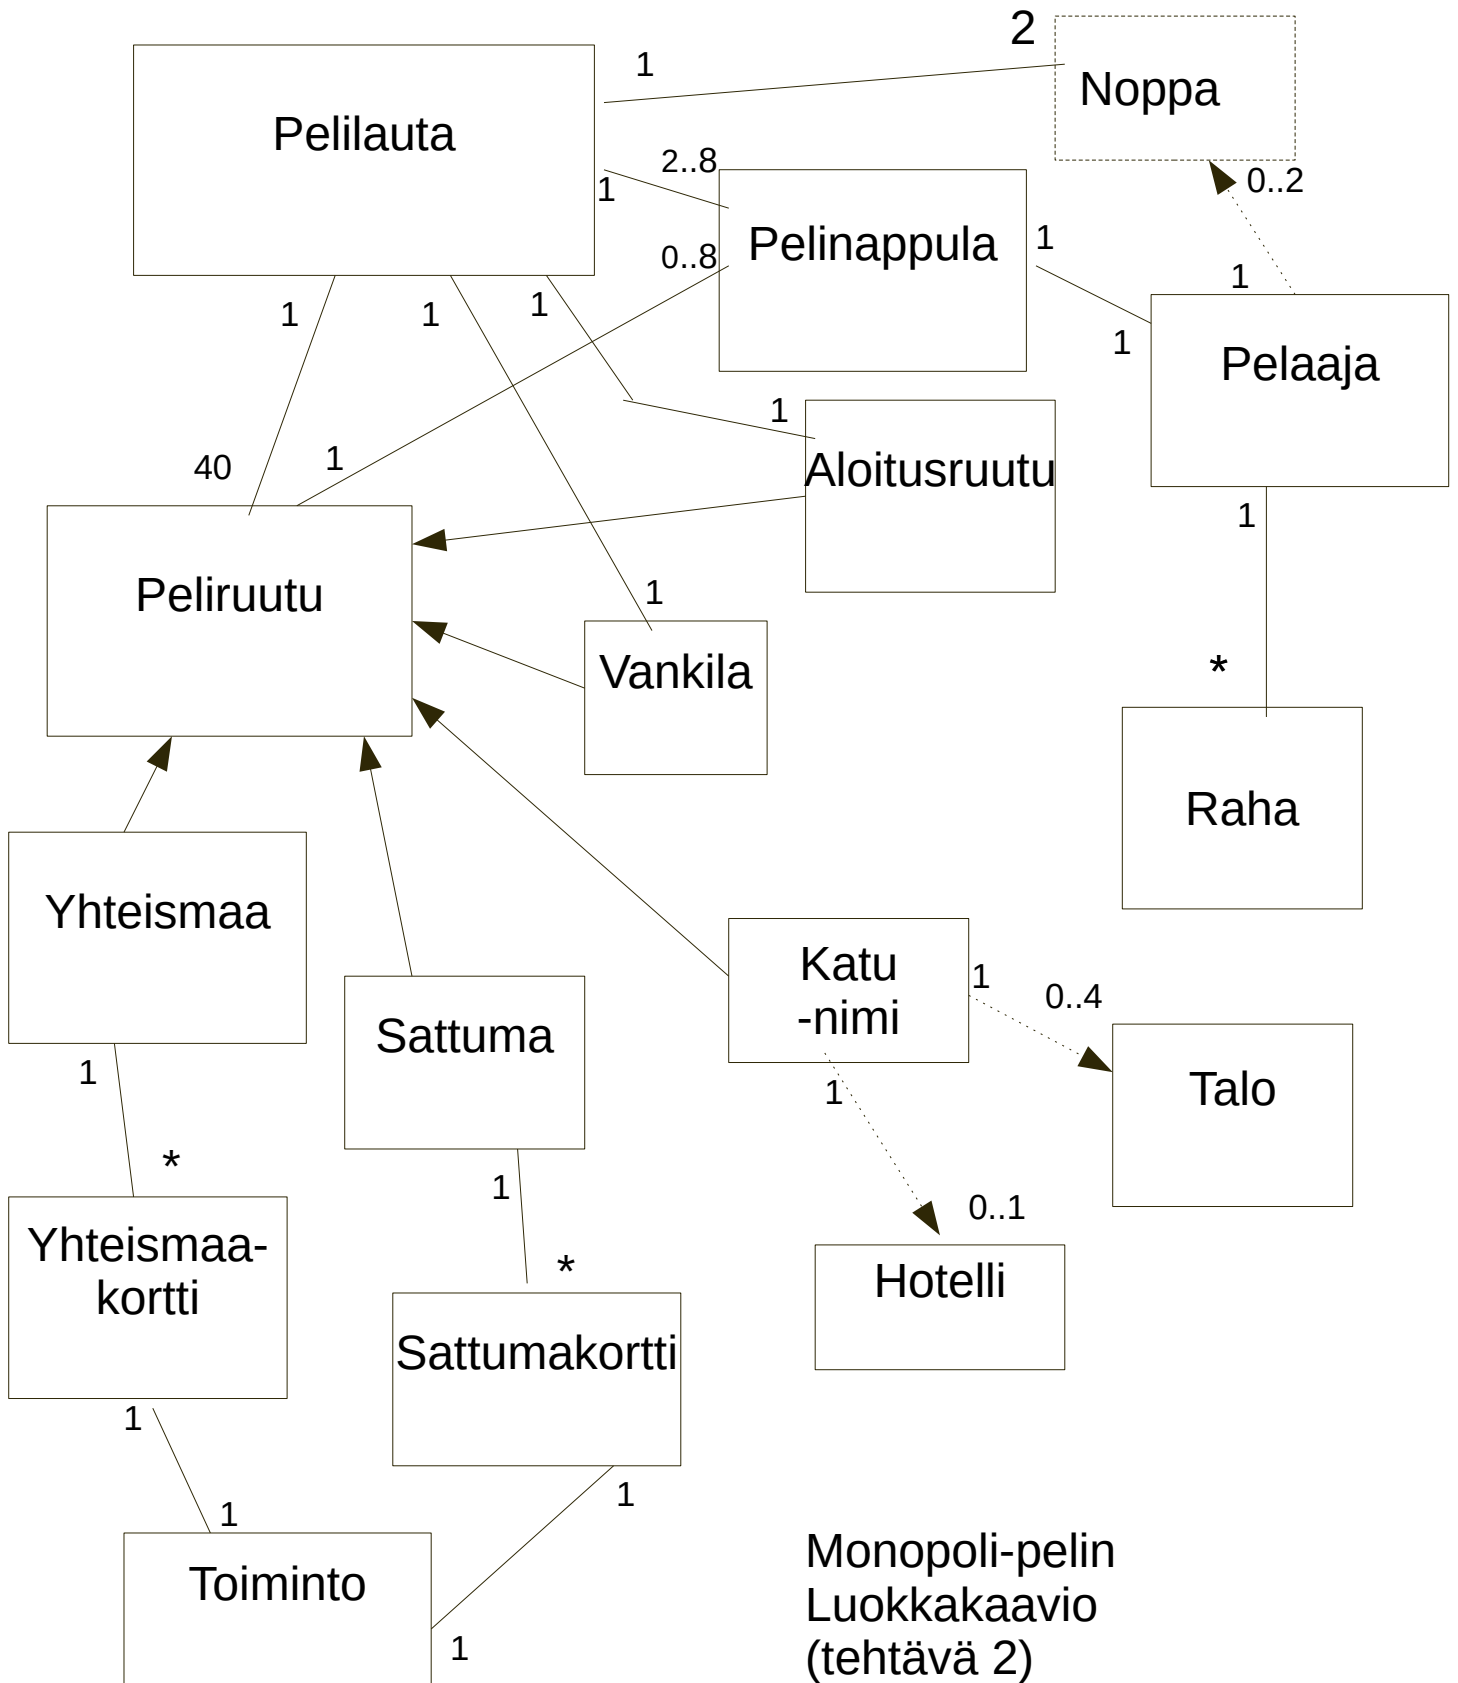 2
1
Noppa
Pelilauta
2..8
1
0..2
Pelinappula
1
0..8
1
1
1
1
1
Pelaaja
1
Aloitusruutu
40
1
1
Peliruutu
1
Vankila
*
Raha
Yhteismaa
Katu
-nimi
1
0..4
Sattuma
1
Talo
1
*
1
0..1
Yhteismaa-
kortti
*
Hotelli
Sattumakortti
1
1
1
Toiminto
1
Monopoli-pelin
Luokkakaavio
(tehtävä 2)